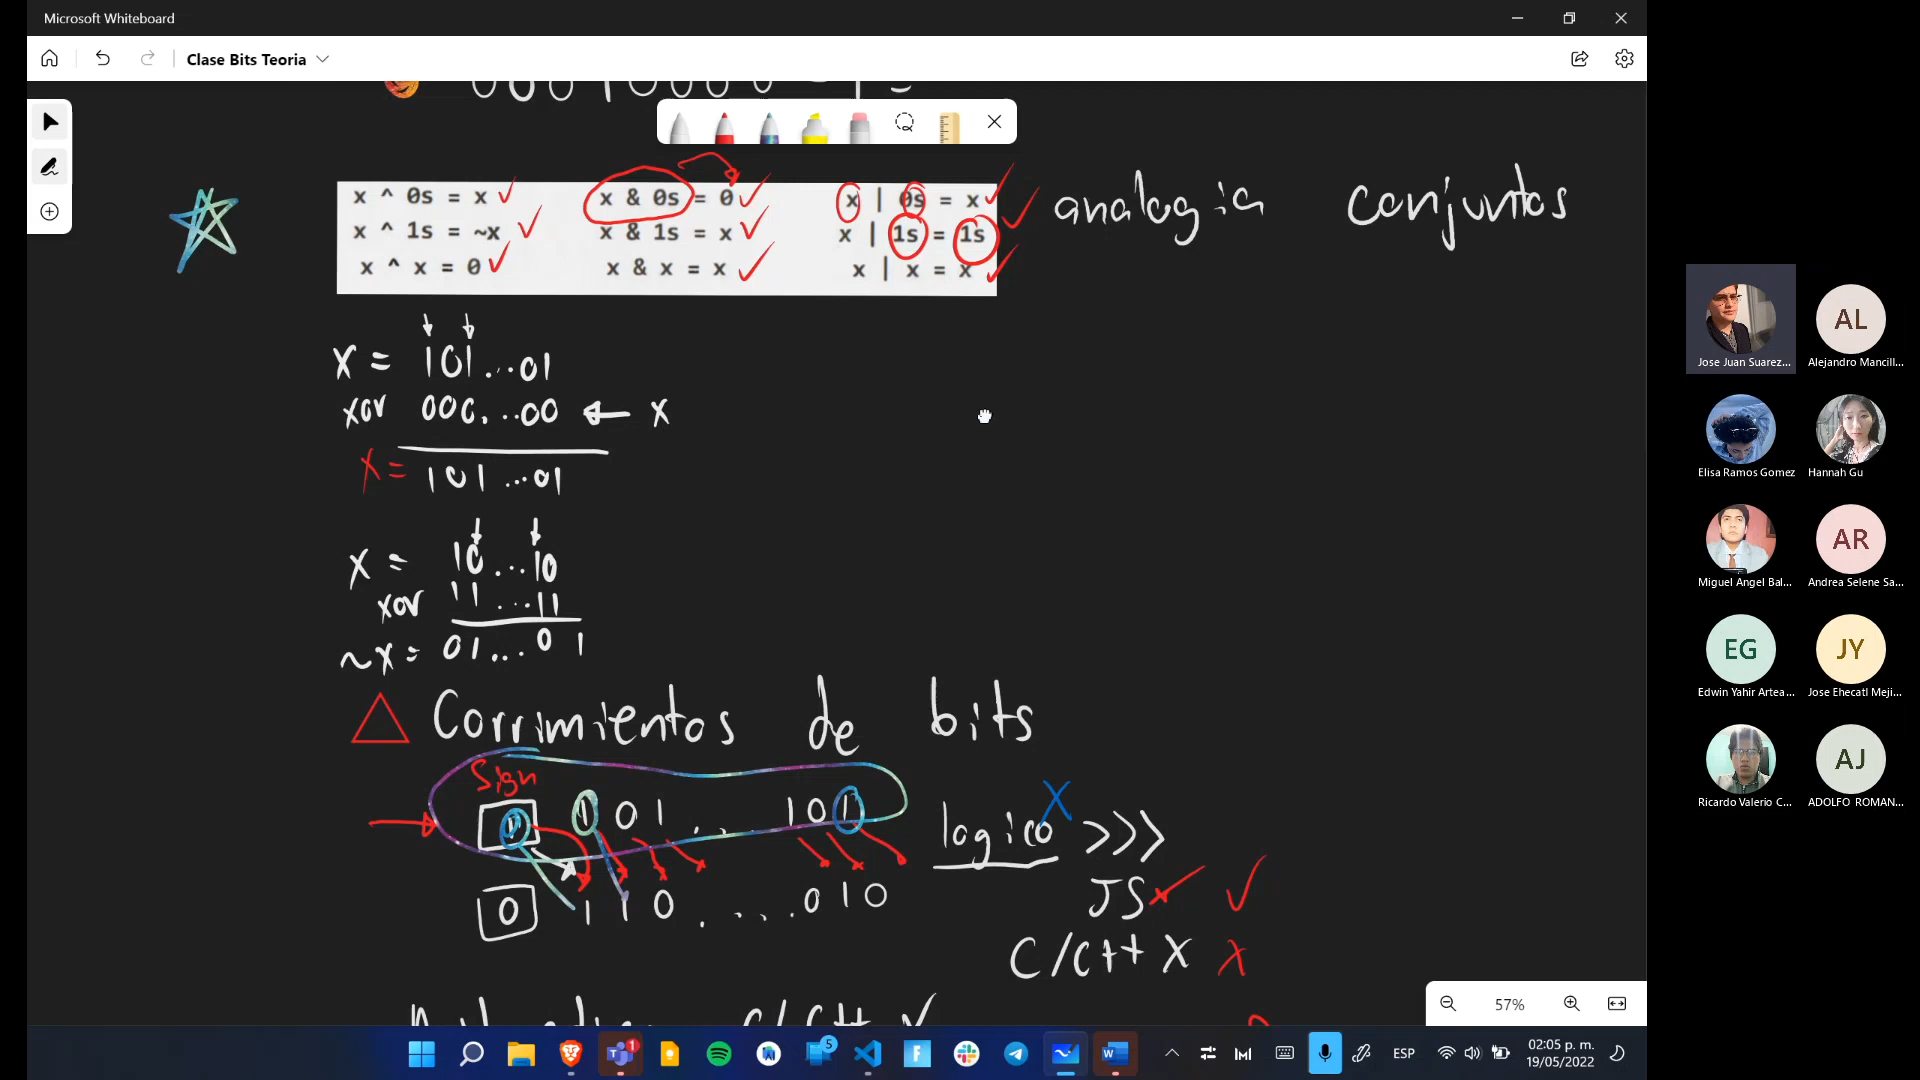 Microsoft Whiteboard
Clase Bits Teoria
x ^ 0s = x
x & 0s = 0
x | 0s = x
analogia conjuntos
x ^ 1s = ~x
x & 1s = x
x | 1s = 1s
x ^ x = 0
x & x = x
x | x = x
X = 101...01
xor 000...00 ← X
X = 101...01
X = 10...10
xor 11...11
~X = 01...01
Corrimientos de bits
Sign
1 1 0 1 . . . 1 0 1
logico >>>
X
0 1 1 0 . . . . 0 1 0
JS
C/C++ X X
C/C++
Jose Juan Suarez...
AL
Alejandro Mancill...
Elisa Ramos Gomez
Hannah Gu
Miguel Angel Bal...
AR
Andrea Selene Sa...
EG
Edwin Yahir Artea...
JY
Jose Ehecatl Meji...
Ricardo Valerio C...
AJ
ADOLFO ROMAN...
57%
1
5
ESP
02:05 p. m.
19/05/2022